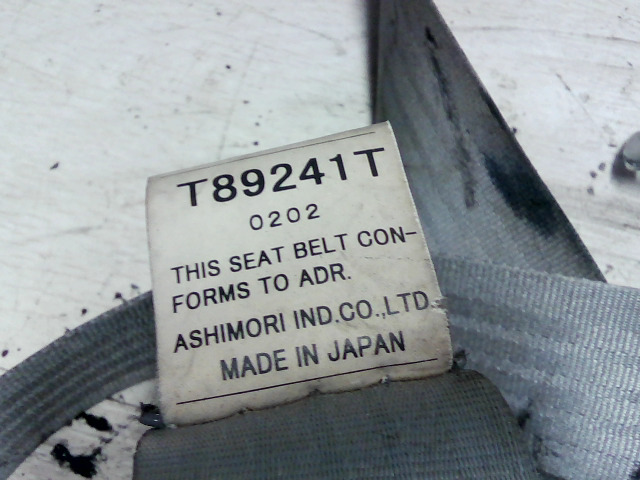 T89241T
0202
THIS SEAT BELT CON-
FORMS TO ADR.
ASHIMORI IND.CO.,LTD.
MADE IN JAPAN